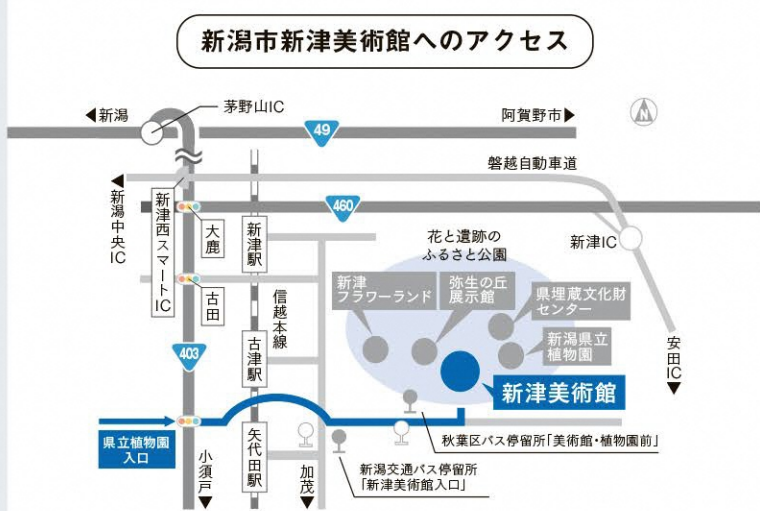 新潟市新津美術館へのアクセス
新潟
茅野山IC
49
阿賀野市
N
磐越自動車道
新潟中央IC
新津西スマートIC
大鹿
新津駅
460
花と遺跡の
ふるさと公園
新津IC
古田
信越本線
新津
フラワーランド
弥生の丘
展示館
県埋蔵文化財
センター
新潟県立
植物園
403
古津駅
安田IC
新津美術館
県立植物園
入口
小須戸
矢代田駅
加茂
秋葉区バス停留所「美術館・植物園前」
新潟交通バス停留所
「新津美術館入口」